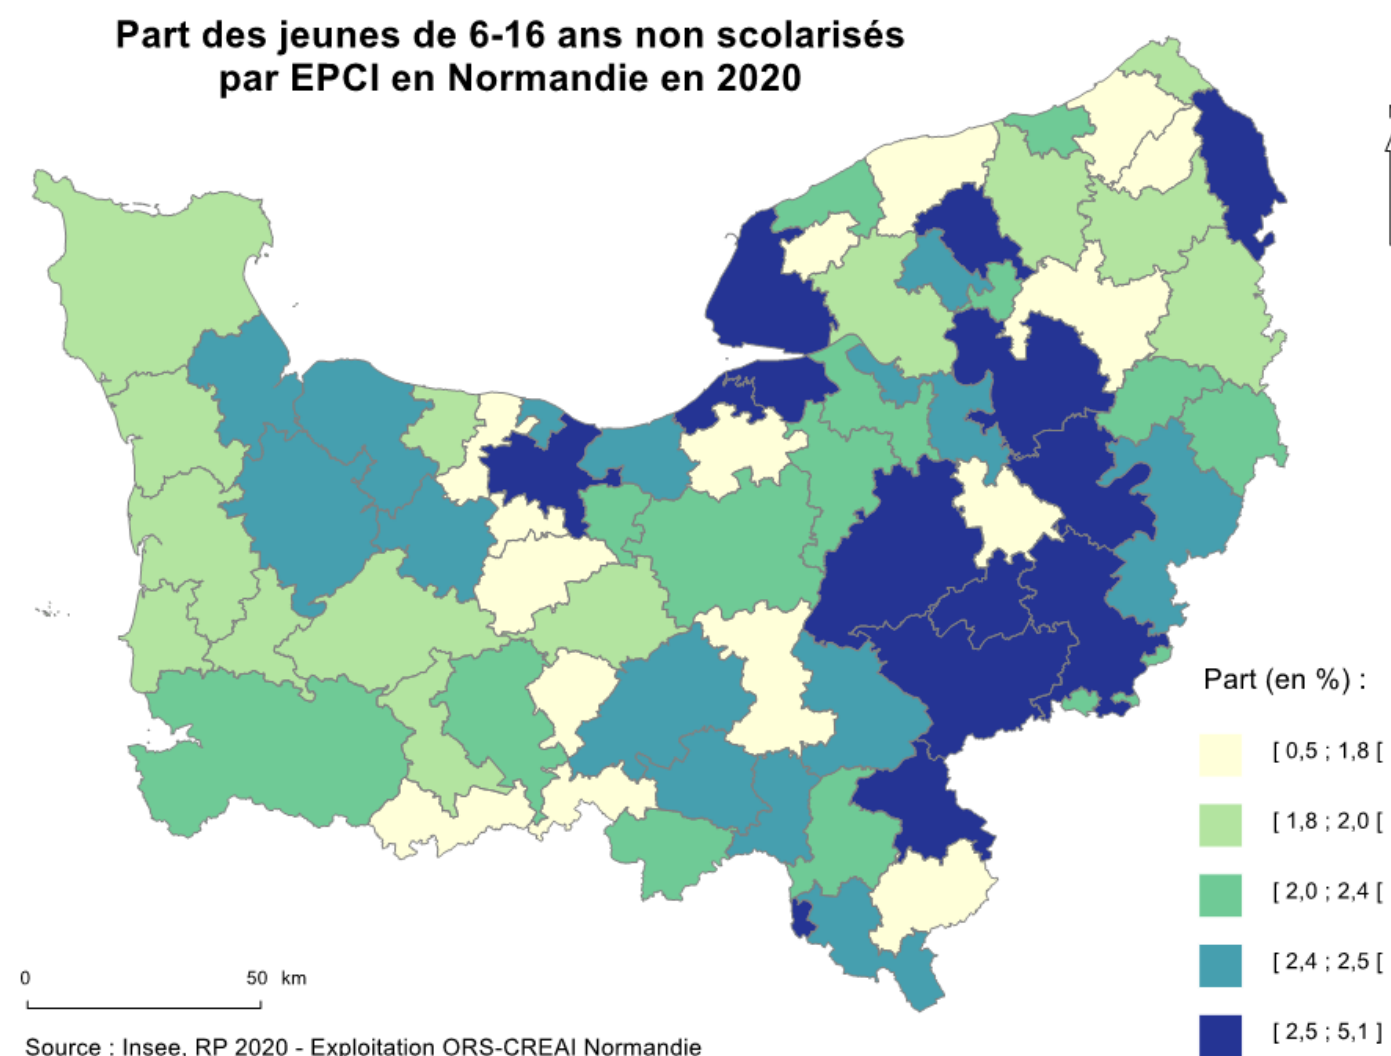 Part des jeunes de 6-16 ans non scolarisés
par EPCI en Normandie en 2020
Part (en %) :
[ 0,5 ; 1,8 [
[ 1,8 ; 2,0 [
[ 2,0 ; 2,4 [
[ 2,4 ; 2,5 [
[ 2,5 ; 5,1 ]
0 50 km
Source : Insee, RP 2020 - Exploitation ORS-CREAI Normandie